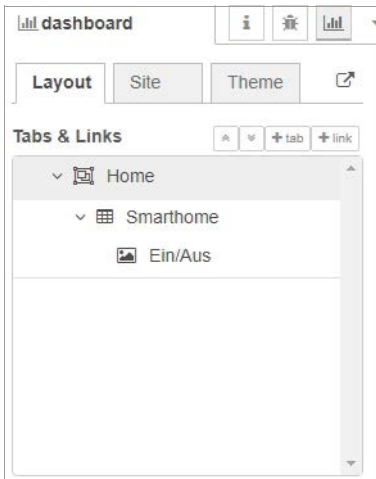 dashboard
Layout Site Theme
Tabs & Links
+ tab + link
Home
Smarthome
Ein/Aus